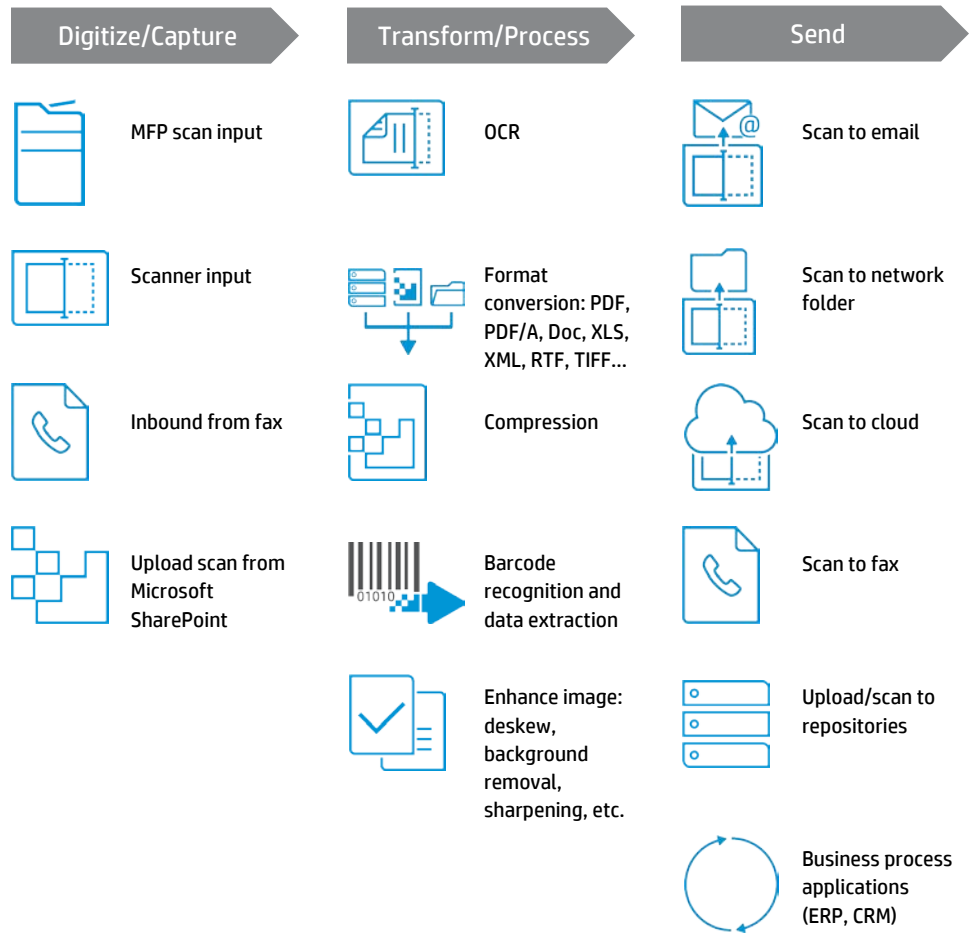 Digitize/Capture
MFP scan input
Scanner input
Inbound from fax
Upload scan from
Microsoft
SharePoint
Transform/Process
OCR
Format
conversion: PDF,
PDF/A, Doc, XLS,
XML, RTF, TIFF...
Compression
01010
Barcode
recognition and
data extraction
Enhance image:
deskew,
background
removal,
sharpening, etc.
Send
@
Scan to email
Scan to network
folder
Scan to cloud
Scan to fax
Upload/scan to
repositories
Business process
applications
(ERP, CRM)